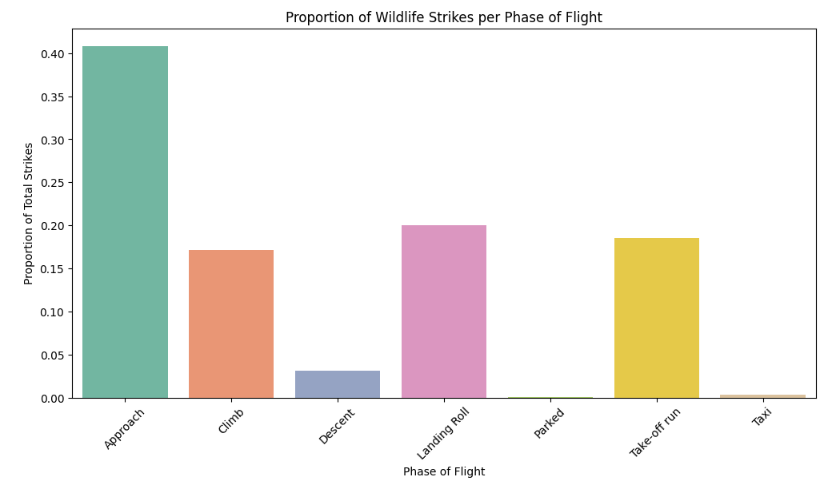 Proportion of Wildlife Strikes per Phase of Flight
Proportion of Total Strikes
0.40
0.35
0.30
0.25
0.20
0.15
0.10
0.05
0.00
Approach
Climb
Descent
Landing Roll
Parked
Take-off run
Taxi
Phase of Flight